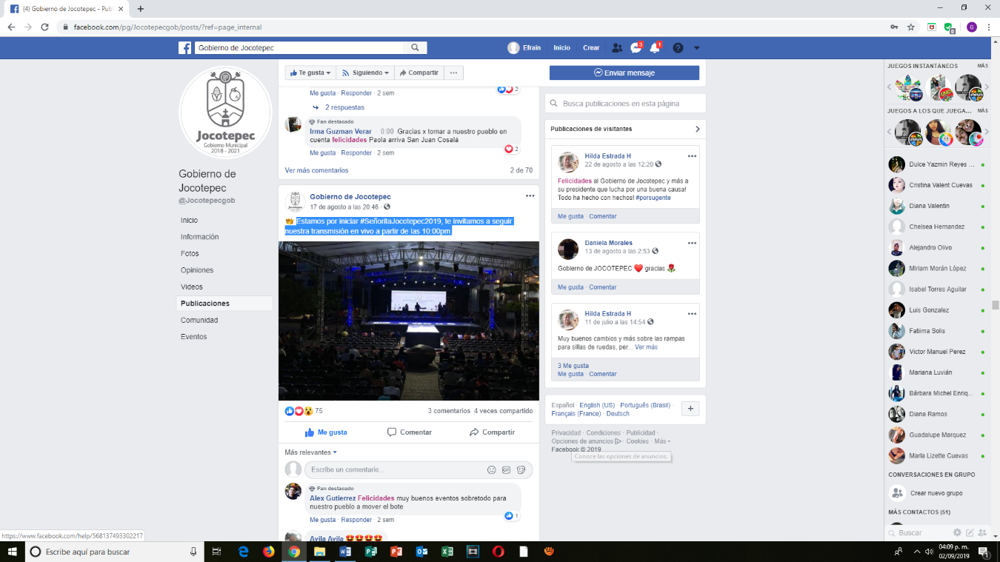 (4) Gobierno de Jocotepec - Pub
facebook.com/pg/Jocotepecgob/posts/?ref=page_internal
G
Gobierno de Jocotepec
Efrain
Inicio
Crear
3
1
Jocotepec
Gobierno Municipal
2018 - 2021
Gobierno de
Jocotepec
@Jocotepecgob
Inicio
Información
Fotos
Opiniones
Videos
Publicaciones
Comunidad
Eventos
Te gusta
Siguiendo
Compartir
Me gusta · Responder · 2 sem
2
2 respuestas
Fan destacado
Irma Guzman Verar – 0:00 Gracias x tomar a nuestro pueblo en
cuenta felicidades Paola arriva San Juan Cosalá
Me gusta · Responder · 2 sem
2
Ver más comentarios
2 de 70
Gobierno de Jocotepec
17 de agosto a las 20:46 ·
Estamos por iniciar #SeñoritaJocotepec2019, te invitamos a seguir
nuestra transmisión en vivo a partir de las 10:00pm.
75
3 comentarios 4 veces compartido
Me gusta
Comentar
Compartir
Más relevantes
Escribe un comentario...
GIF
Fan destacado
Alex Gutierrez Felicidades muy buenos eventos sobretodo para
nuestro pueblo a mover el bote
1
Me gusta · Responder · 2 sem
Avila Avila
Enviar mensaje
Busca publicaciones en esta página
Publicaciones de visitantes
Hilda Estrada H
22 de agosto a las 12:20
Felicidades al Gobierno de Jocotepec y más a
su presidente que lucha por una buena causa!
Todo ha hecho con hechos! #porsugente
Me gusta · Comentar
Daniela Morales
13 de agosto a las 2:53
Gobierno de JOCOTEPEC ❤️ gracias 🌹
Me gusta · Comentar
Hilda Estrada H
11 de julio a las 14:54
Muy buenos cambios y más sobre las rampas
para sillas de ruedas, per... Ver más
3 Me gusta
Me gusta · Comentar
Español · English (US) · Português (Brasil)
Français (France) · Deutsch
Privacidad · Condiciones · Publicidad ·
Opciones de anuncios · Cookies · Más
Facebook © 2019
Conoce las opciones de anuncios.
JUEGOS INSTANTÁNEOS MÁS
JUEGOS A LOS QUE JUEGA... MÁS
Dulce Yazmin Reyes ...
Cristina Valent Cuevas
Diana Valentin
Chelsea Hernandez
Alejandro Olivo
Miriam Morán López
Isabel Torres Aguilar
Luis Gonzalez
Fatiima Solis
Victor Manuel Perez
Mariana Luvián
Bárbara Michel Enriq...
Diana Ramos
Guadalupe Marquez
Marla Lizette Cuevas
CONVERSACIONES EN GRUPO
Crear nuevo grupo
MÁS CONTACTOS (51)
Buscar
https://www.facebook.com/help/568137493302217
Escribe aquí para buscar
04:09 p. m.
02/09/2019
1